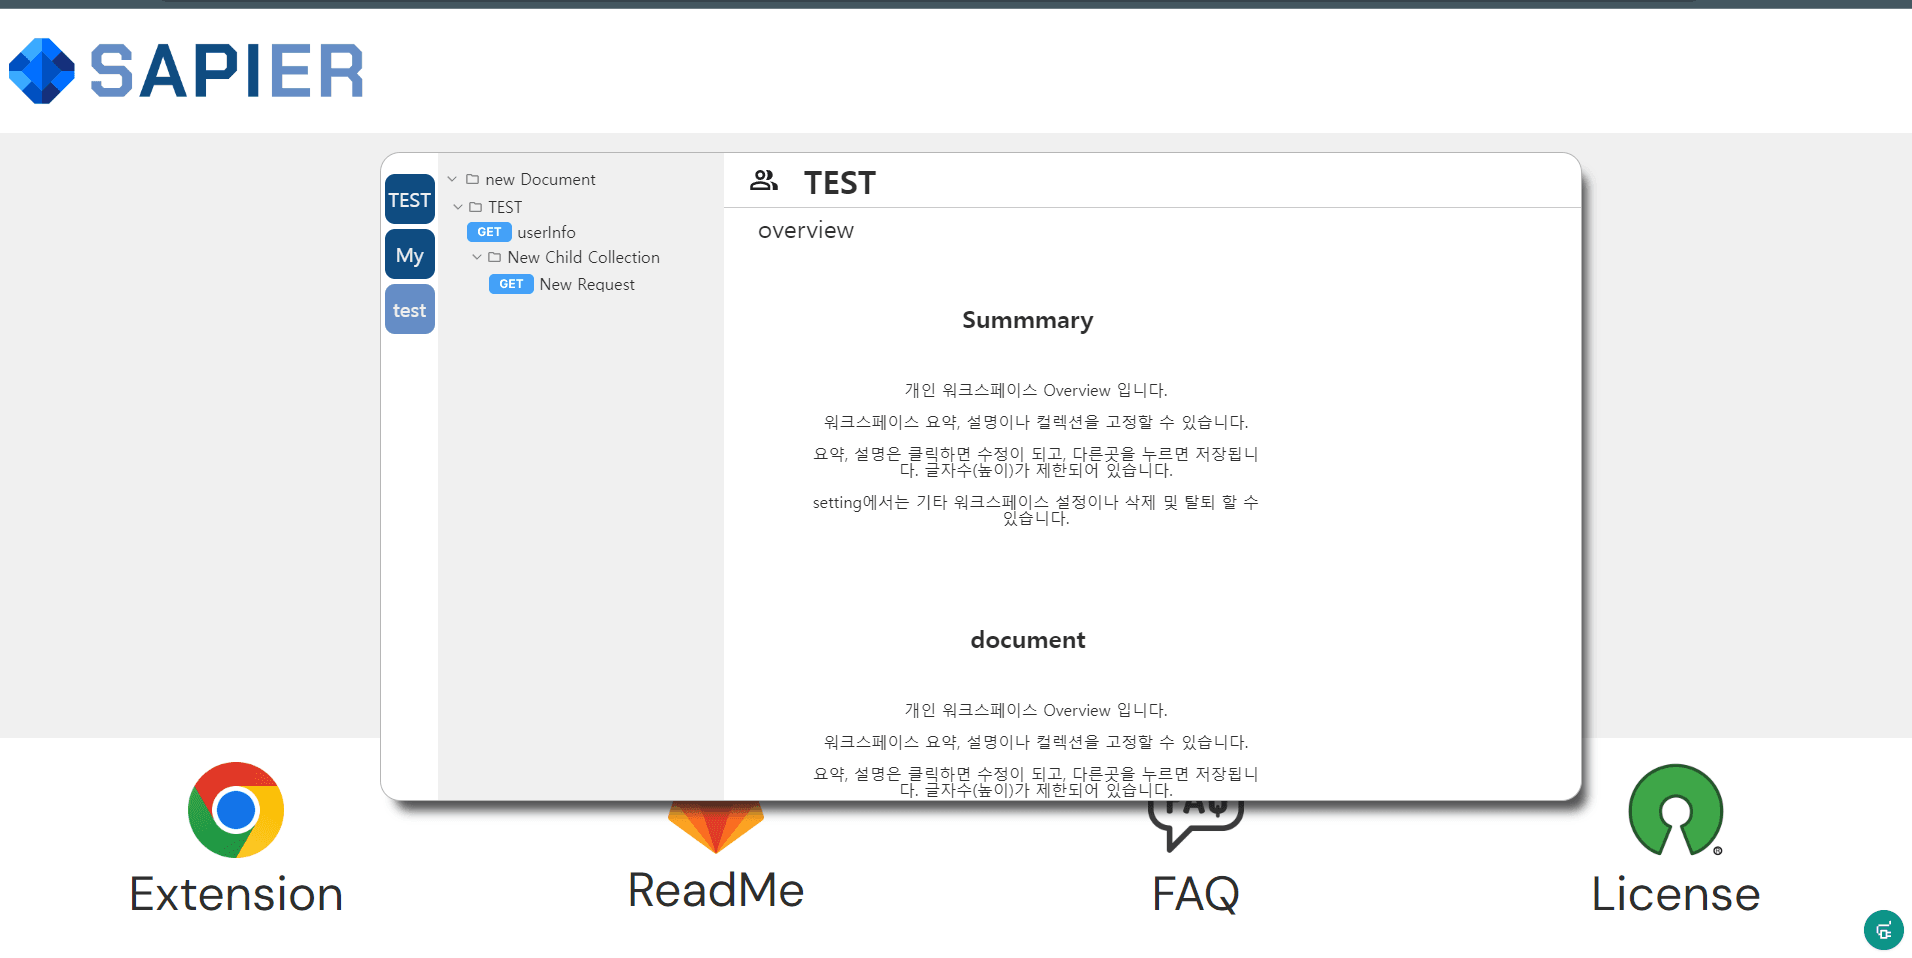 SAPIER
TEST
My
test
new Document
TEST
GET userInfo
New Child Collection
GET New Request
TEST
overview
Summmary
개인 워크스페이스 Overview 입니다.
워크스페이스 요약, 설명이나 컬렉션을 고정할 수 있습니다.
요약, 설명은 클릭하면 수정이 되고, 다른곳을 누르면 저장됩니
다. 글자수(높이)가 제한되어 있습니다.
setting에서는 기타 워크스페이스 설정이나 삭제 및 탈퇴 할 수
있습니다.
document
개인 워크스페이스 Overview 입니다.
워크스페이스 요약, 설명이나 컬렉션을 고정할 수 있습니다.
요약, 설명은 클릭하면 수정이 되고, 다른곳을 누르면 저장됩니
다. 글자수(높이)가 제한되어 있습니다.
FAQ
Extension
ReadMe
FAQ
License